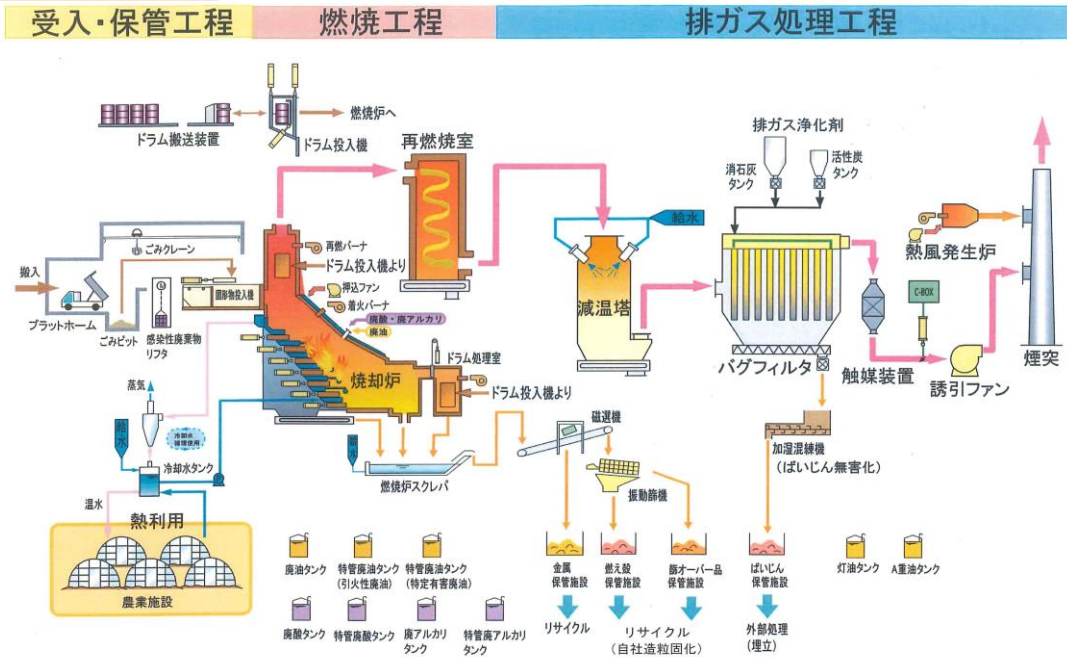 受入・保管工程
燃焼工程
排ガス処理工程
ドラム搬送装置
燃焼炉へ
ドラム投入機
再燃焼室
排ガス浄化剤
消石灰
タンク
活性炭
タンク
給水
熱風発生炉
ごみクレーン
搬入
プラットホーム
ごみピット
感染性廃棄物
リフタ
固形物投入機
再燃バーナ
ドラム投入機より
押込ファン
着火バーナ
廃酸・廃アルカリ
廃油
減温塔
C-BOX
バグフィルタ
触媒装置
誘引ファン
煙突
焼却炉
ドラム処理室
ドラム投入機より
蒸気
給水
冷却水
循環使用
冷却水タンク
温水
熱利用
農業施設
燃焼炉スクレパ
磁選機
振動篩機
加湿混練機
(ばいじん無害化)
廃油タンク
特管廃油タンク
(引火性廃油)
特管廃油タンク
(特定有害廃油)
金属
保管施設
燃え殻
保管施設
篩オーバー品
保管施設
ばいじん
保管施設
灯油タンク
A重油タンク
廃酸タンク
特管廃酸タンク
廃アルカリ
タンク
特管廃アルカリ
タンク
リサイクル
リサイクル
(自社造粒固化)
外部処理
(埋立)